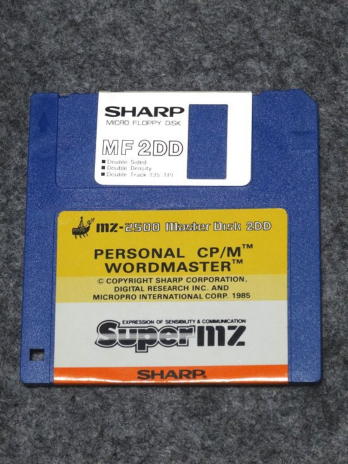 SHARP
MICRO FLOPPY DISK
MF 2DD
■ Double Sided
■ Double Density
■ Double Track 135 TPI
mz-2500 Master Disk 2DD
PERSONAL CP/M™
WORDMASTER™
© COPYRIGHT SHARP CORPORATION,
DIGITAL RESEARCH INC. AND
MICROPRO INTERNATIONAL CORP. 1985
EXPRESSION OF SENSIBILITY & COMMUNICATION
Super mz
SHARP